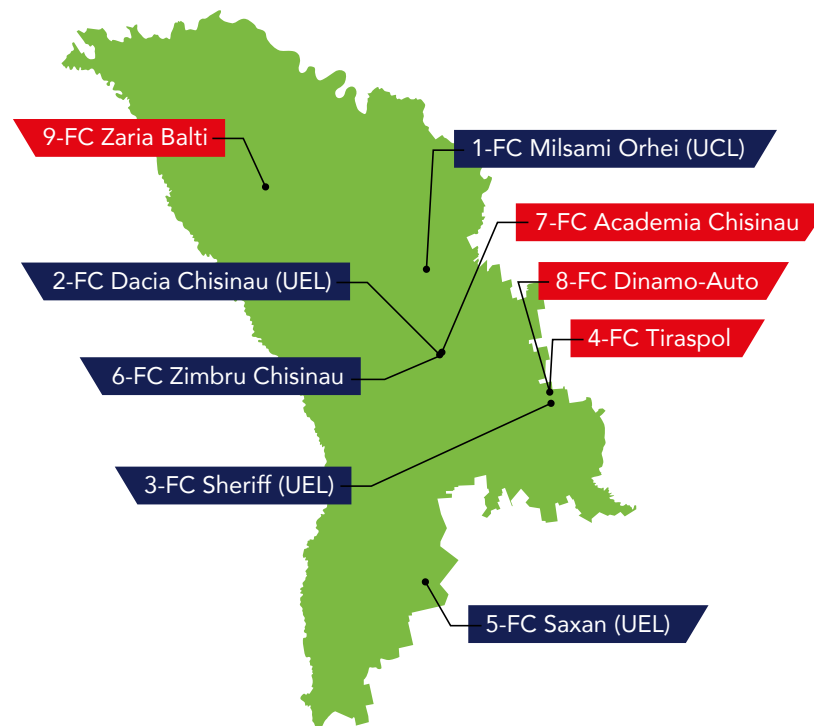 9-FC Zaria Balti
1-FC Milsami Orhei (UCL)
7-FC Academia Chisinau
2-FC Dacia Chisinau (UEL)
8-FC Dinamo-Auto
4-FC Tiraspol
6-FC Zimbru Chisinau
3-FC Sheriff (UEL)
5-FC Saxan (UEL)